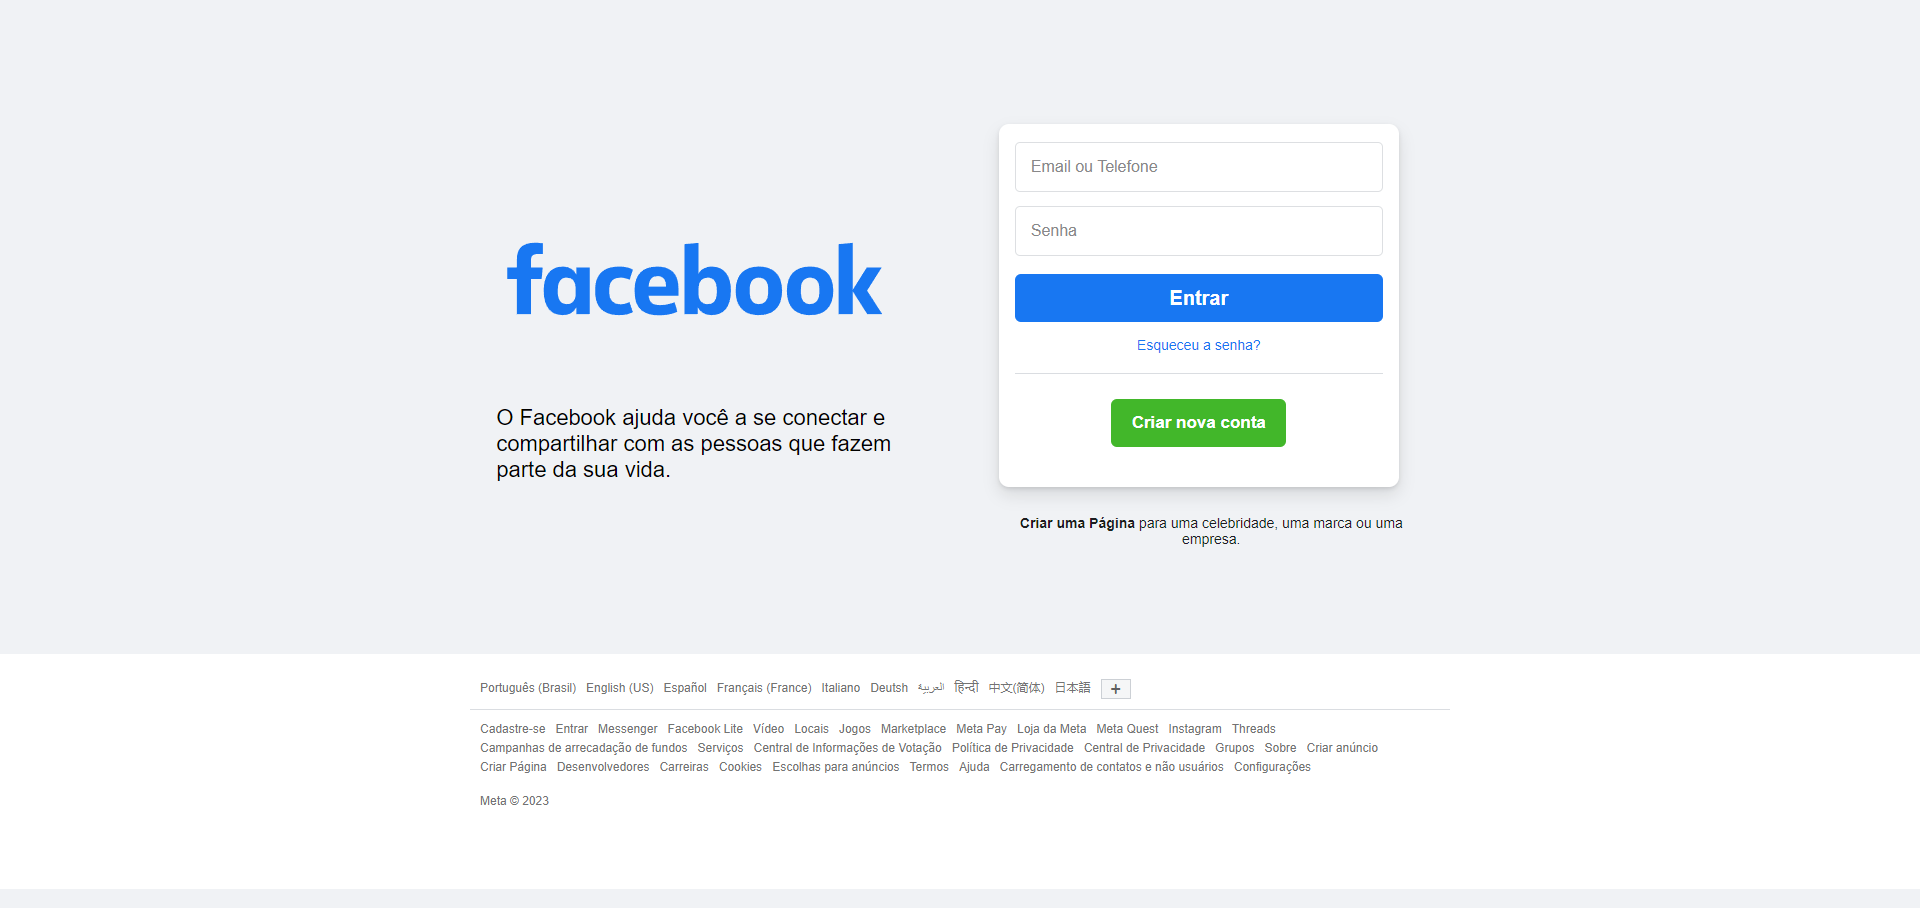 facebook
O Facebook ajuda você a se conectar e
compartilhar com as pessoas que fazem
parte da sua vida.
Email ou Telefone
Senha
Entrar
Esqueceu a senha?
Criar nova conta
Criar uma Página para uma celebridade, uma marca ou uma
empresa.
Português (Brasil) English (US) Español Français (France) Italiano Deutsh العربية हिन्दी 中文(简体) 日本語 +
Cadastre-se Entrar Messenger Facebook Lite Vídeo Locais Jogos Marketplace Meta Pay Loja da Meta Meta Quest Instagram Threads
Campanhas de arrecadação de fundos Serviços Central de Informações de Votação Política de Privacidade Central de Privacidade Grupos Sobre Criar anúncio
Criar Página Desenvolvedores Carreiras Cookies Escolhas para anúncios Termos Ajuda Carregamento de contatos e não usuários Configurações
Meta © 2023